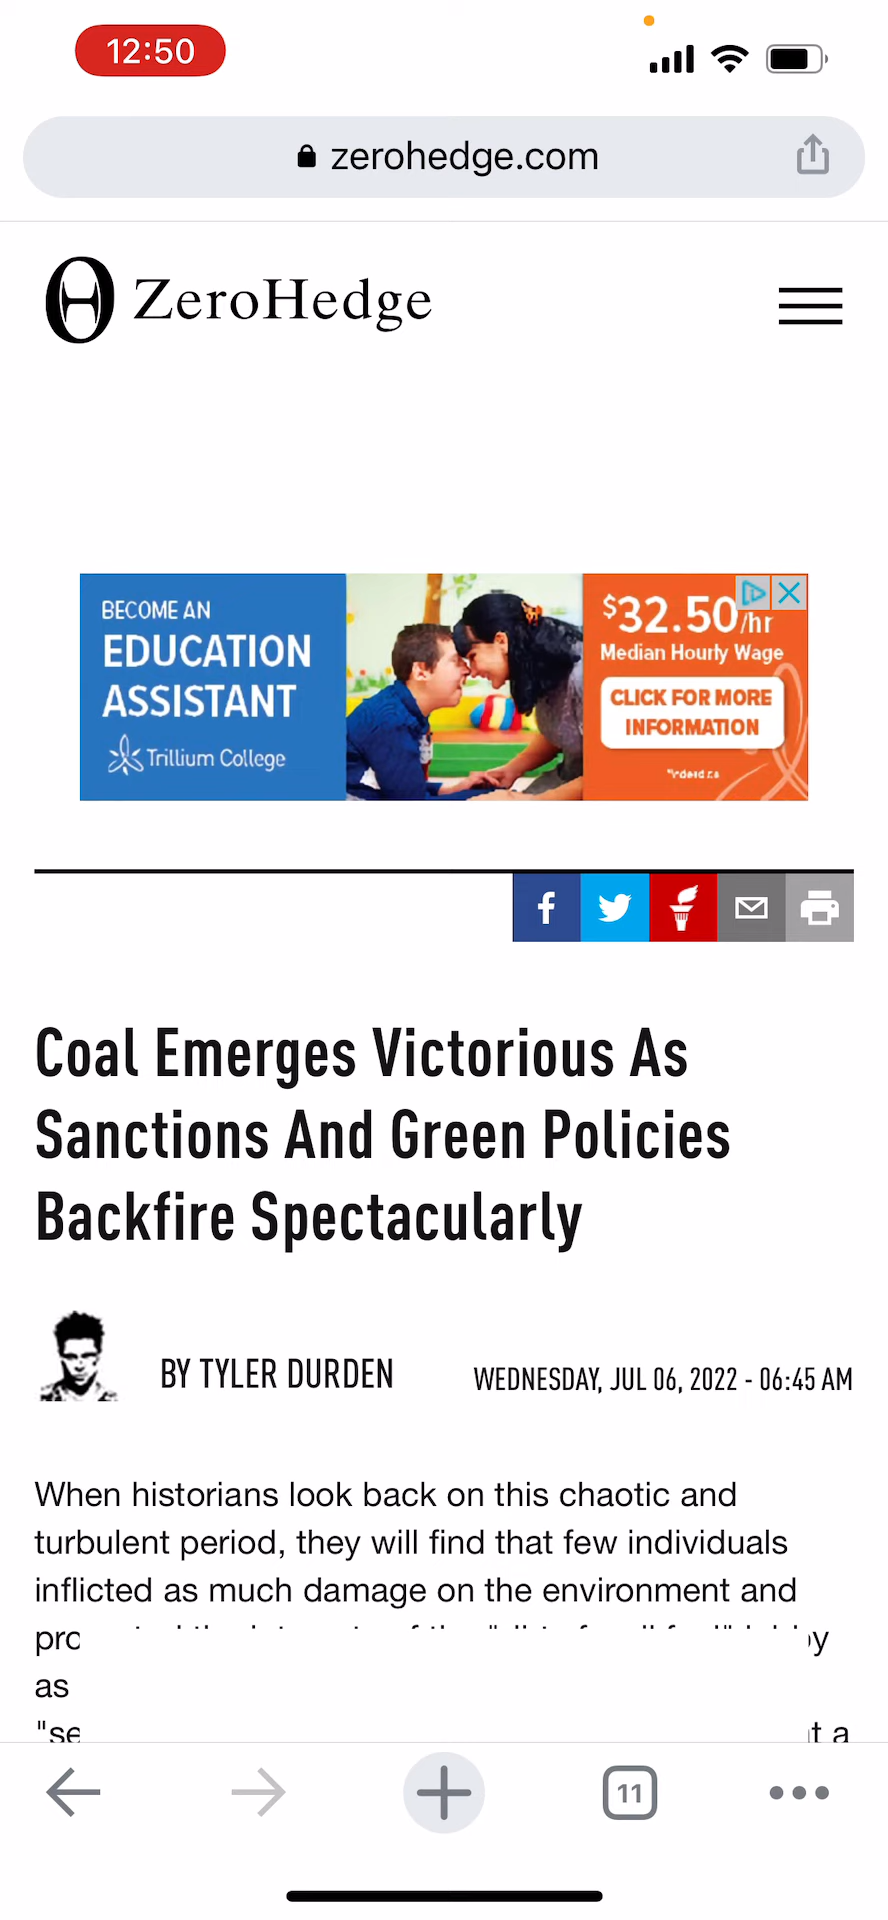 12:50
zerohedge.com
ZeroHedge
BECOME AN
EDUCATION
ASSISTANT
Trillium College
$32.50/hr
Median Hourly Wage
CLICK FOR MORE
INFORMATION
Coal Emerges Victorious As
Sanctions And Green Policies
Backfire Spectacularly
BY TYLER DURDEN
WEDNESDAY, JUL 06, 2022 - 06:45 AM
When historians look back on this chaotic and
turbulent period, they will find that few individuals
inflicted as much damage on the environment and
as
"se
t a
11